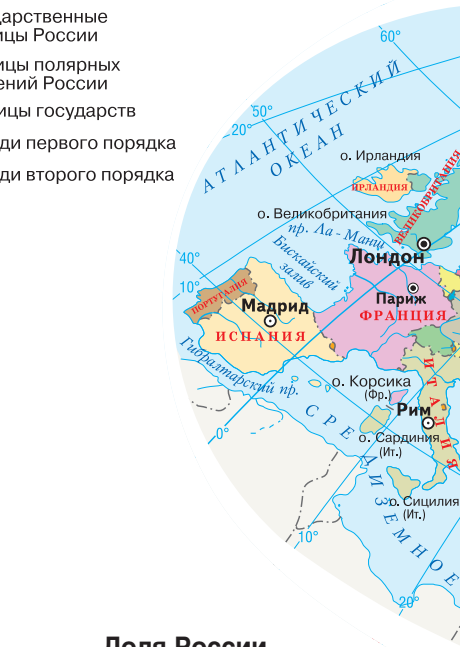 дарственные
ицы России
ицы полярных
ений России
ицы государств
ди первого порядка
ди второго порядка
60°
50°
20°
АТЛАНТИЧЕСКИЙ
ОКЕАН
о. Ирландия
ИРЛАНДИЯ
ВЕЛИКОБРИТАНИЯ
о. Великобритания
пр. Ла-Манш
Лондон
Бискайский
залив
40°
10°
ПОРТУГАЛИЯ
Мадрид
ИСПАНИЯ
Париж
ФРАНЦИЯ
Гибралтарский пр.
о. Корсика
(Фр.)
ИТАЛИЯ
Рим
о. Сардиния
(Ит.)
0°
СРЕДИЗЕМНОЕ
о. Сицилия
(Ит.)
10°
20°
Доля России